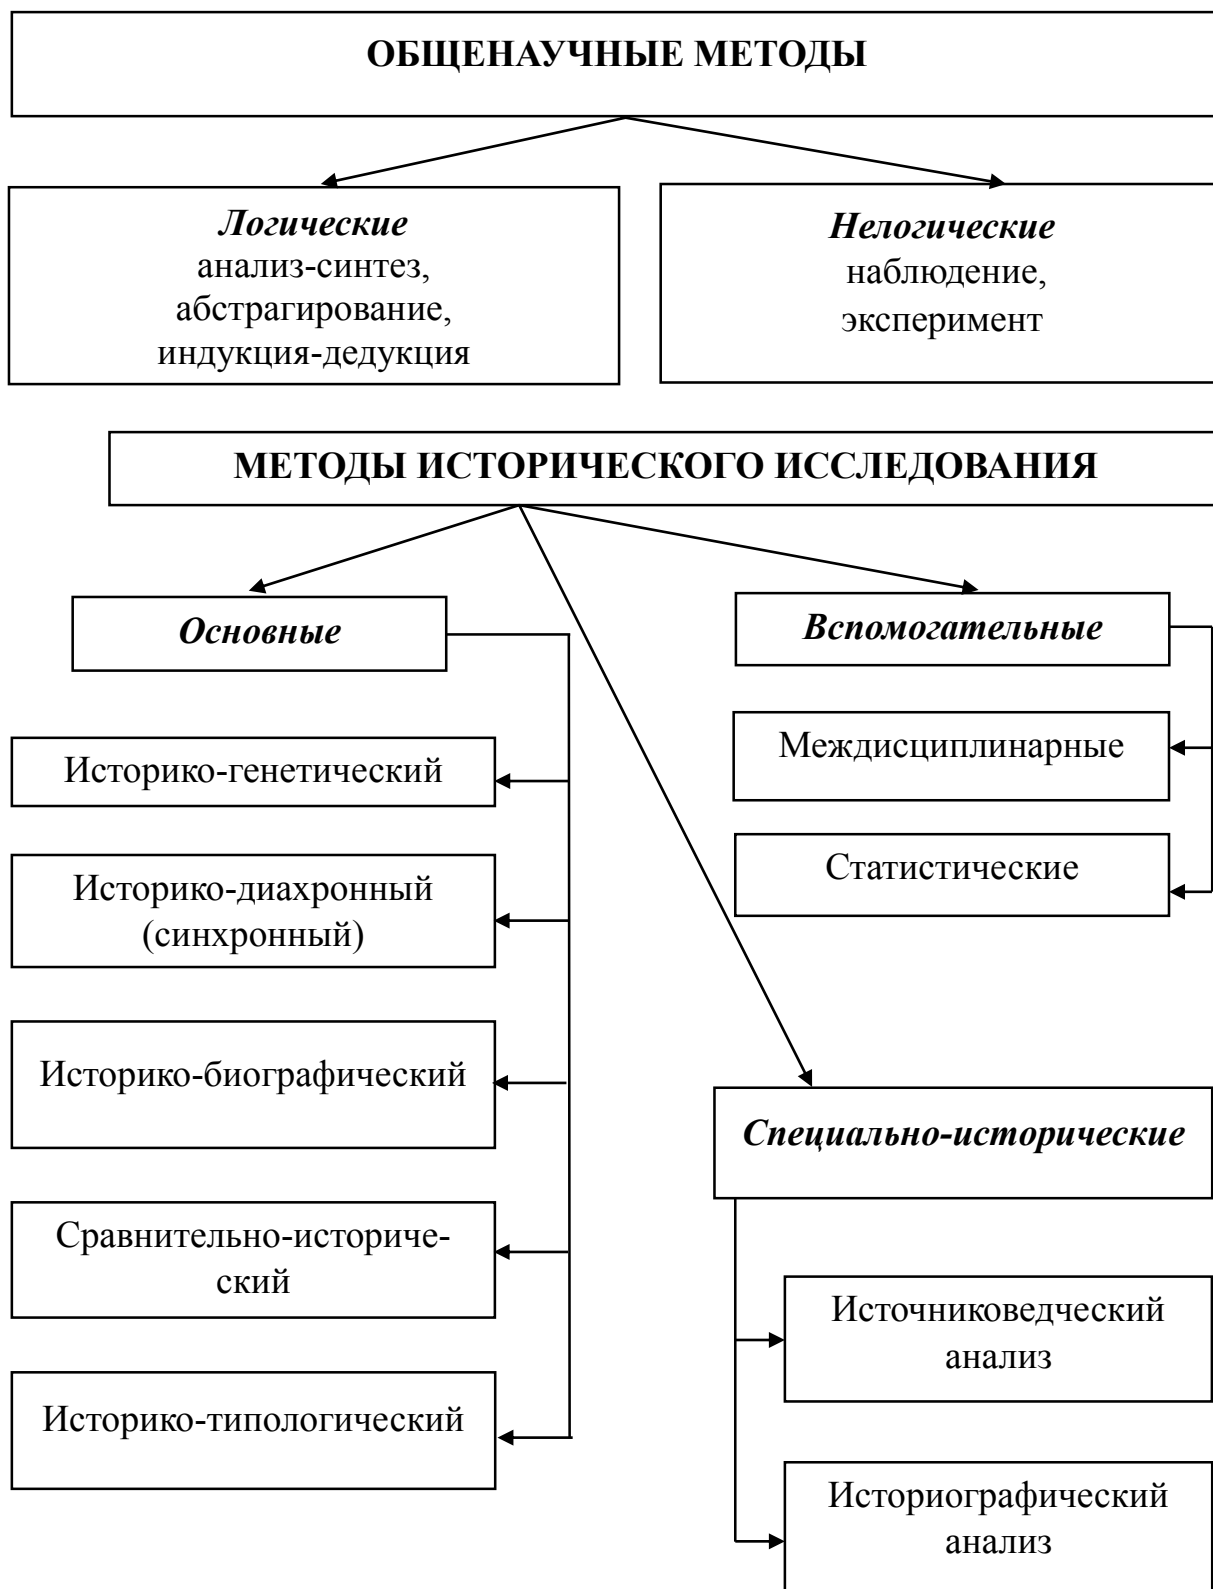 ОБЩЕНАУЧНЫЕ МЕТОДЫ
Логические
анализ-синтез,
абстрагирование,
индукция-дедукция
Нелогические
наблюдение,
эксперимент
МЕТОДЫ ИСТОРИЧЕСКОГО ИССЛЕДОВАНИЯ
Основные
Историко-генетический
Историко-диахронный
(синхронный)
Историко-биографический
Сравнительно-историче-
ский
Историко-типологический
Вспомогательные
Междисциплинарные
Статистические
Специально-исторические
Источниковедческий
анализ
Историографический
анализ